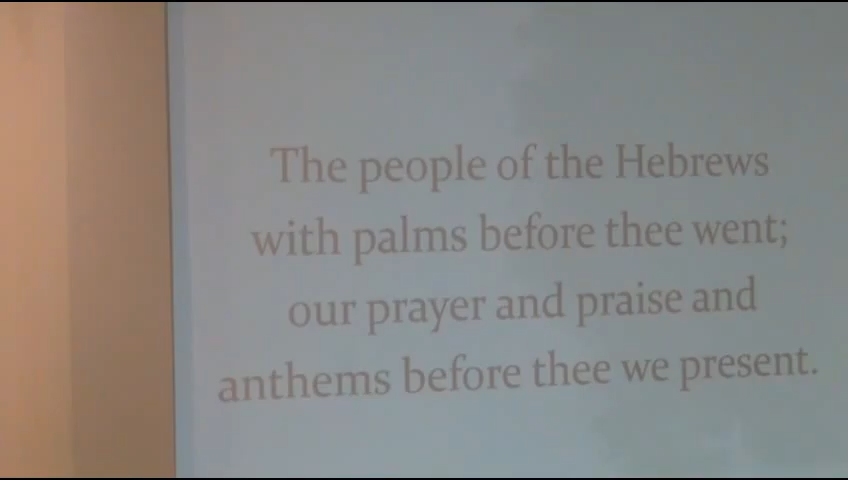 The people of the Hebrews
with palms before thee went;
our prayer and praise and
anthems before thee we present.